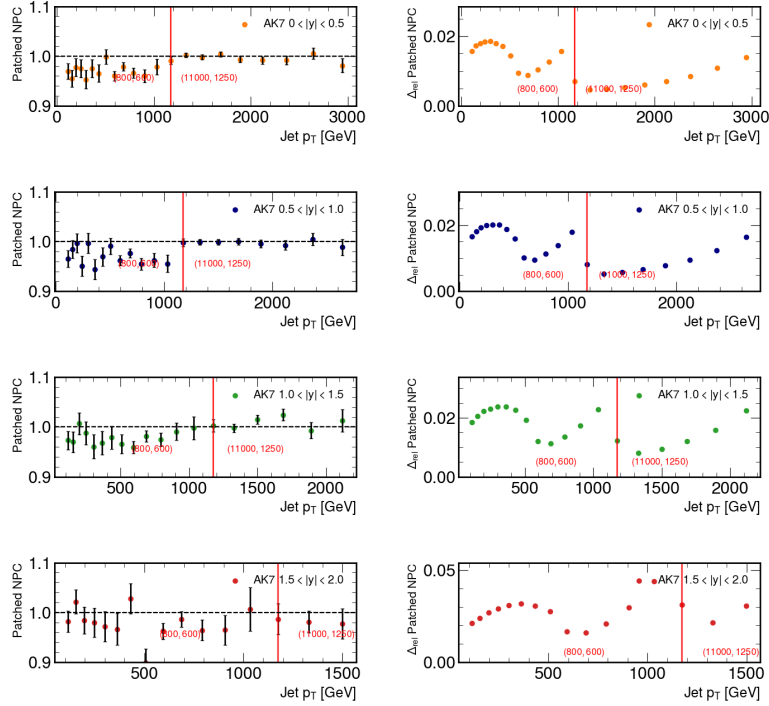 Patched NPC
1.1
1.0
0.9
AK7 0 < |y| < 0.5
(800, 600)
(11000, 1250)
0
1000
2000
3000
Jet pT [GeV]
Δrel Patched NPC
0.02
0.00
AK7 0 < |y| < 0.5
(800, 600)
(11000, 1250)
0
1000
2000
3000
Jet pT [GeV]
Patched NPC
1.1
1.0
0.9
AK7 0.5 < |y| < 1.0
(800, 600)
(11000, 1250)
0
1000
2000
Jet pT [GeV]
Δrel Patched NPC
0.02
0.00
AK7 0.5 < |y| < 1.0
(800, 600)
(11000, 1250)
0
1000
2000
Jet pT [GeV]
Patched NPC
1.1
1.0
0.9
AK7 1.0 < |y| < 1.5
(800, 600)
(11000, 1250)
500
1000
1500
2000
Jet pT [GeV]
Δrel Patched NPC
0.02
0.00
AK7 1.0 < |y| < 1.5
(800, 600)
(11000, 1250)
500
1000
1500
2000
Jet pT [GeV]
Patched NPC
1.1
1.0
0.9
AK7 1.5 < |y| < 2.0
(800, 600)
(11000, 1250)
500
1000
1500
Jet pT [GeV]
Δrel Patched NPC
0.05
0.00
AK7 1.5 < |y| < 2.0
(800, 600)
(11000, 1250)
500
1000
1500
Jet pT [GeV]